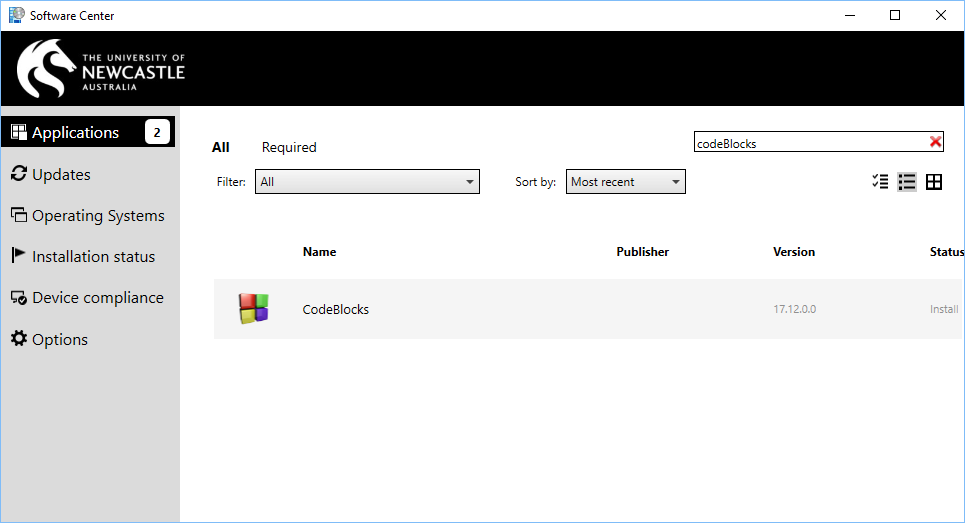 Software Center
THE UNIVERSITY OF
NEWCASTLE
AUSTRALIA
Applications 2
Updates
Operating Systems
Installation status
Device compliance
Options
All Required
codeBlocks
Filter: All Sort by: Most recent
Name Publisher Version Status
CodeBlocks 17.12.0.0 Install